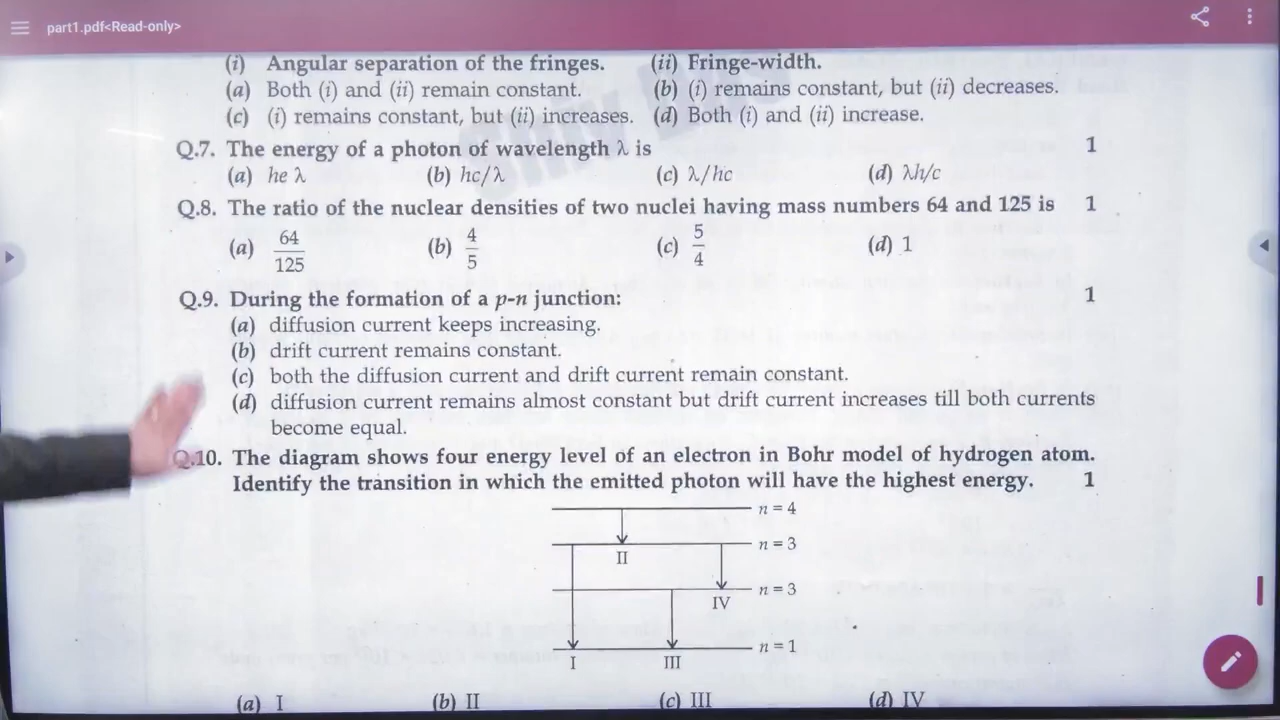 part1.pdf<Read-only>
(i) Angular separation of the fringes. (ii) Fringe-width.
(a) Both (i) and (ii) remain constant. (b) (i) remains constant, but (ii) decreases.
(c) (i) remains constant, but (ii) increases. (d) Both (i) and (ii) increase.
Q.7. The energy of a photon of wavelength λ is 1
(a) he λ (b) hc/λ (c) λ/hc (d) λh/c
Q.8. The ratio of the nuclear densities of two nuclei having mass numbers 64 and 125 is 1
(a) 64/125 (b) 4/5 (c) 5/4 (d) 1
Q.9. During the formation of a p-n junction: 1
(a) diffusion current keeps increasing.
(b) drift current remains constant.
(c) both the diffusion current and drift current remain constant.
(d) diffusion current remains almost constant but drift current increases till both currents
become equal.
Q.10. The diagram shows four energy level of an electron in Bohr model of hydrogen atom.
Identify the transition in which the emitted photon will have the highest energy. 1
n = 4
n = 3
II
n = 3
IV
n = 1
I III
(a) I (b) II (c) III (d) IV